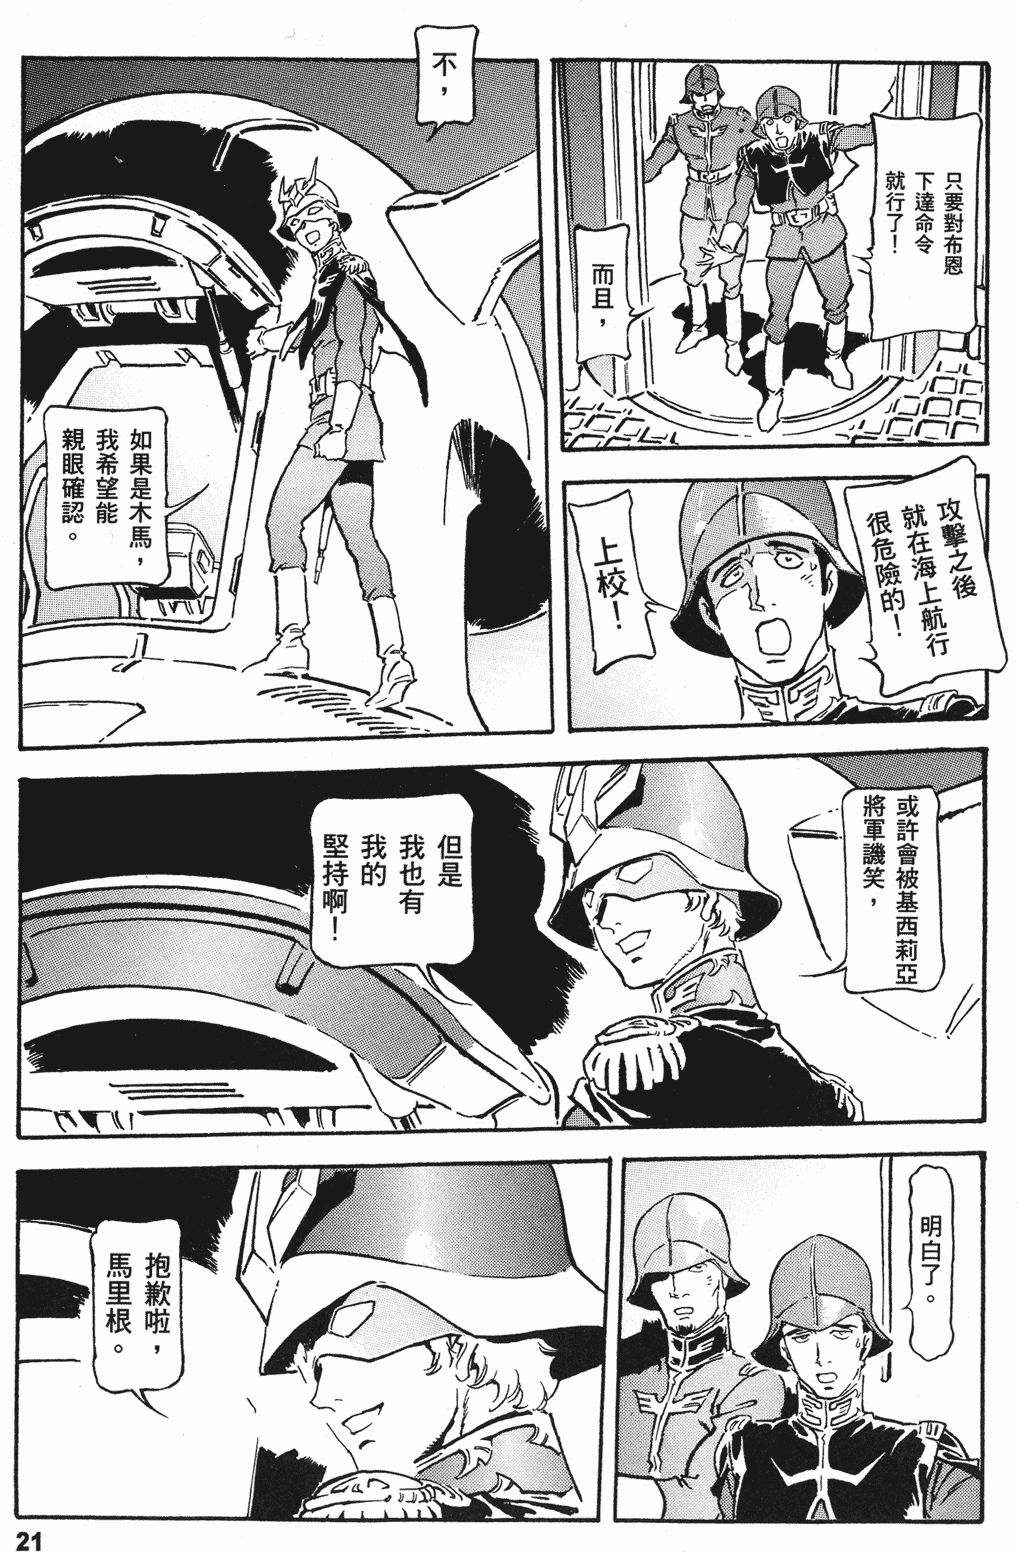 只要對布恩
下達命令
就行了！
而且，
攻擊之後
就在海上航行
很危險的！
上校！
不，
如果是木馬，
我希望能
親眼確認。
或許會被基西莉亞
將軍譏笑，
但是
我也有
我的
堅持啊！
明白了。
抱歉啦，
馬里根。
21